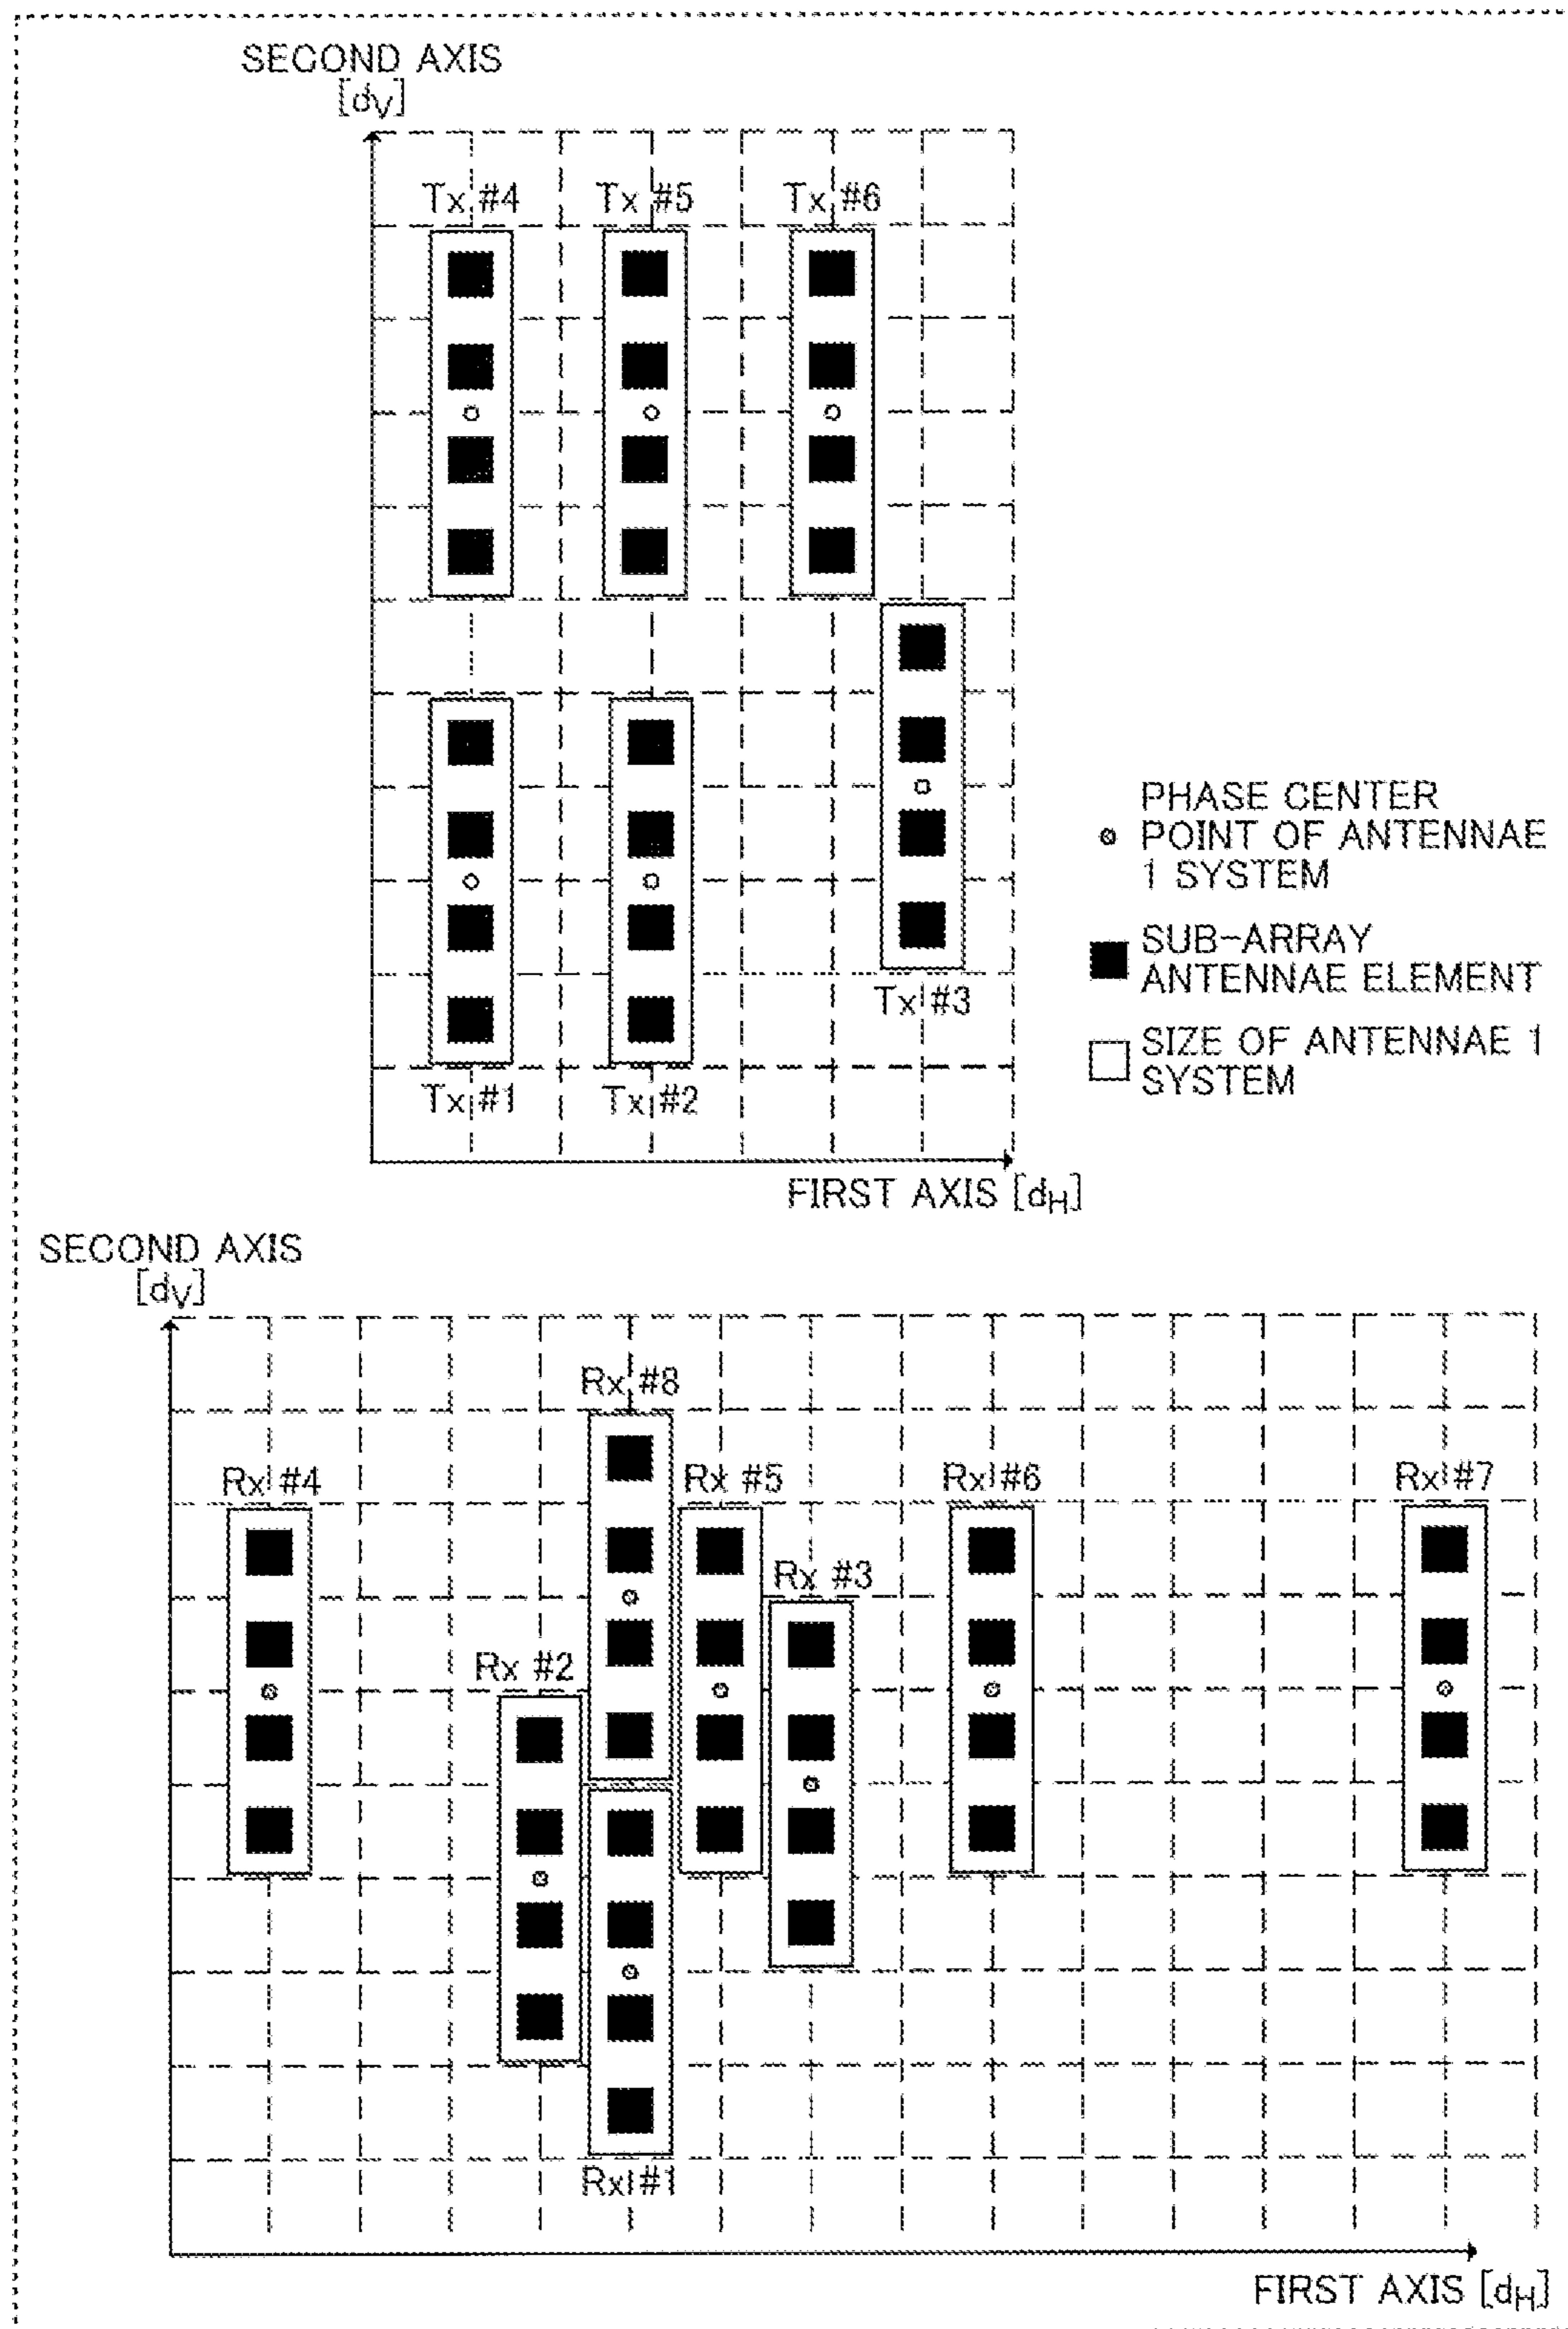 SECOND AXIS
[dV]
Tx #4
Tx #5
Tx #6
Tx #3
Tx #1
Tx #2
FIRST AXIS [dH]
PHASE CENTER
POINT OF ANTENNAE
1 SYSTEM
SUB-ARRAY
ANTENNAE ELEMENT
SIZE OF ANTENNAE 1
SYSTEM
SECOND AXIS
[dV]
Rx #8
Rx #4
Rx #5
Rx #6
Rx #7
Rx #3
Rx #2
Rx #1
FIRST AXIS [dH]